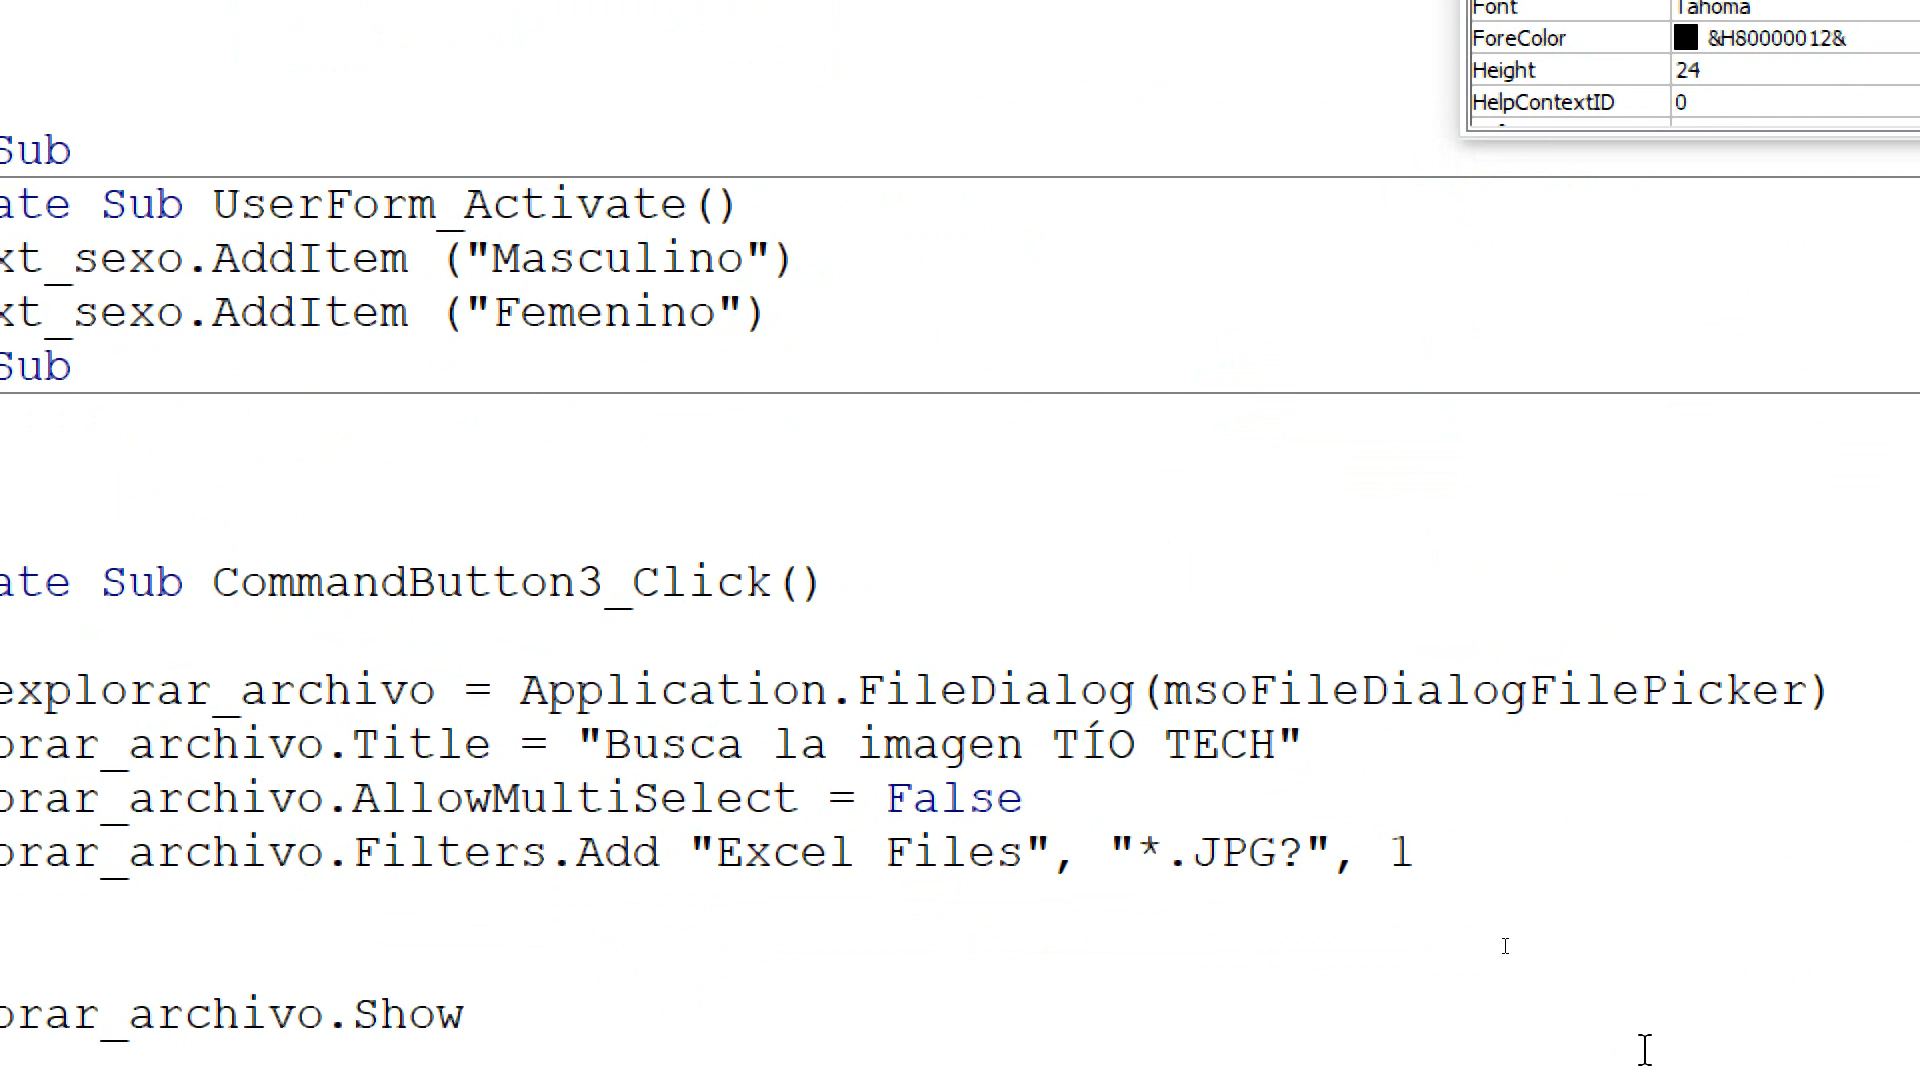 Font Tahoma
ForeColor &H80000012&
Height 24
HelpContextID 0
Sub
ate Sub UserForm_Activate()
xt_sexo.AddItem ("Masculino")
xt_sexo.AddItem ("Femenino")
Sub
ate Sub CommandButton3_Click()
explorar_archivo = Application.FileDialog(msoFileDialogFilePicker)
orar_archivo.Title = "Busca la imagen TÍO TECH"
orar_archivo.AllowMultiSelect = False
orar_archivo.Filters.Add "Excel Files", "*.JPG?", 1
orar_archivo.Show